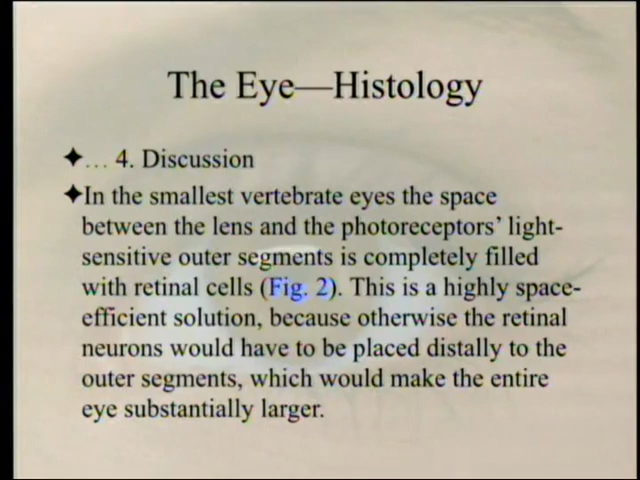 The Eye—Histology
✦… 4. Discussion
✦In the smallest vertebrate eyes the space
between the lens and the photoreceptors’ light-
sensitive outer segments is completely filled
with retinal cells (Fig. 2). This is a highly space-
efficient solution, because otherwise the retinal
neurons would have to be placed distally to the
outer segments, which would make the entire
eye substantially larger.